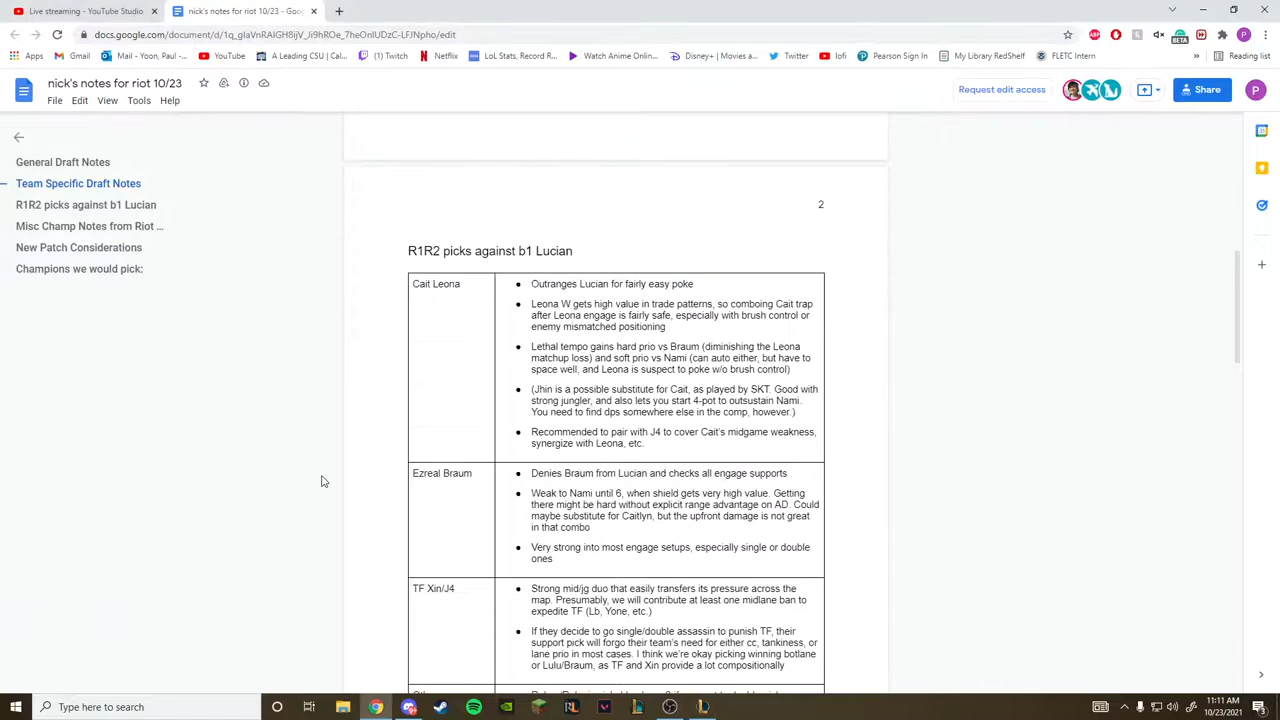 Live streaming - YouTube Studio
nick's notes for riot 10/23 - Goo
docs.google.com/document/d/
/edit
Apps
Gmail
Mail - Yoon, Paul -...
YouTube
A Leading CSU | Cal...
Twitch
Netflix
LoL Stats, Record R...
Watch Anime Onlin...
Disney+ | Movies a...
Twitter
lofi
Pearson Sign In
My Library RedShelf
FLETC Intern
»
Reading list
nick's notes for riot 10/23
File
Edit
View
Tools
Help
Request edit access
Share
P
General Draft Notes
Team Specific Draft Notes
R1R2 picks against b1 Lucian
Misc Champ Notes from Riot ...
New Patch Considerations
Champions we would pick:
2
R1R2 picks against b1 Lucian
Cait Leona
● Outranges Lucian for fairly easy poke
● Leona W gets high value in trade patterns, so comboing Cait trap
after Leona engage is fairly safe, especially with brush control or
enemy mismatched positioning
● Lethal tempo gains hard prio vs Braum (diminishing the Leona
matchup loss) and soft prio vs Nami (can auto either, but have to
space well, and Leona is suspect to poke w/o brush control)
● (Jhin is a possible substitute for Cait, as played by SKT. Good with
strong jungler, and also lets you start 4-pot to outsustain Nami.
You need to find dps somewhere else in the comp, however.)
● Recommended to pair with J4 to cover Cait's midgame weakness,
synergize with Leona, etc.
Ezreal Braum
● Denies Braum from Lucian and checks all engage supports
● Weak to Nami until 6, when shield gets very high value. Getting
there might be hard without explicit range advantage on AD. Could
maybe substitute for Caitlyn, but the upfront damage is not great
in that combo
● Very strong into most engage setups, especially single or double
ones
TF Xin/J4
● Strong mid/jg duo that easily transfers its pressure across the
map. Presumably, we will contribute at least one midlane ban to
expedite TF (Lb, Yone, etc.)
● If they decide to go single/double assassin to punish TF, their
support pick will forgo their team's need for either cc, tankiness, or
lane prio in most cases. I think we're okay picking winning botlane
or Lulu/Braum, as TF and Xin provide a lot compositionally
Type here to search
11:11 AM
10/23/2021